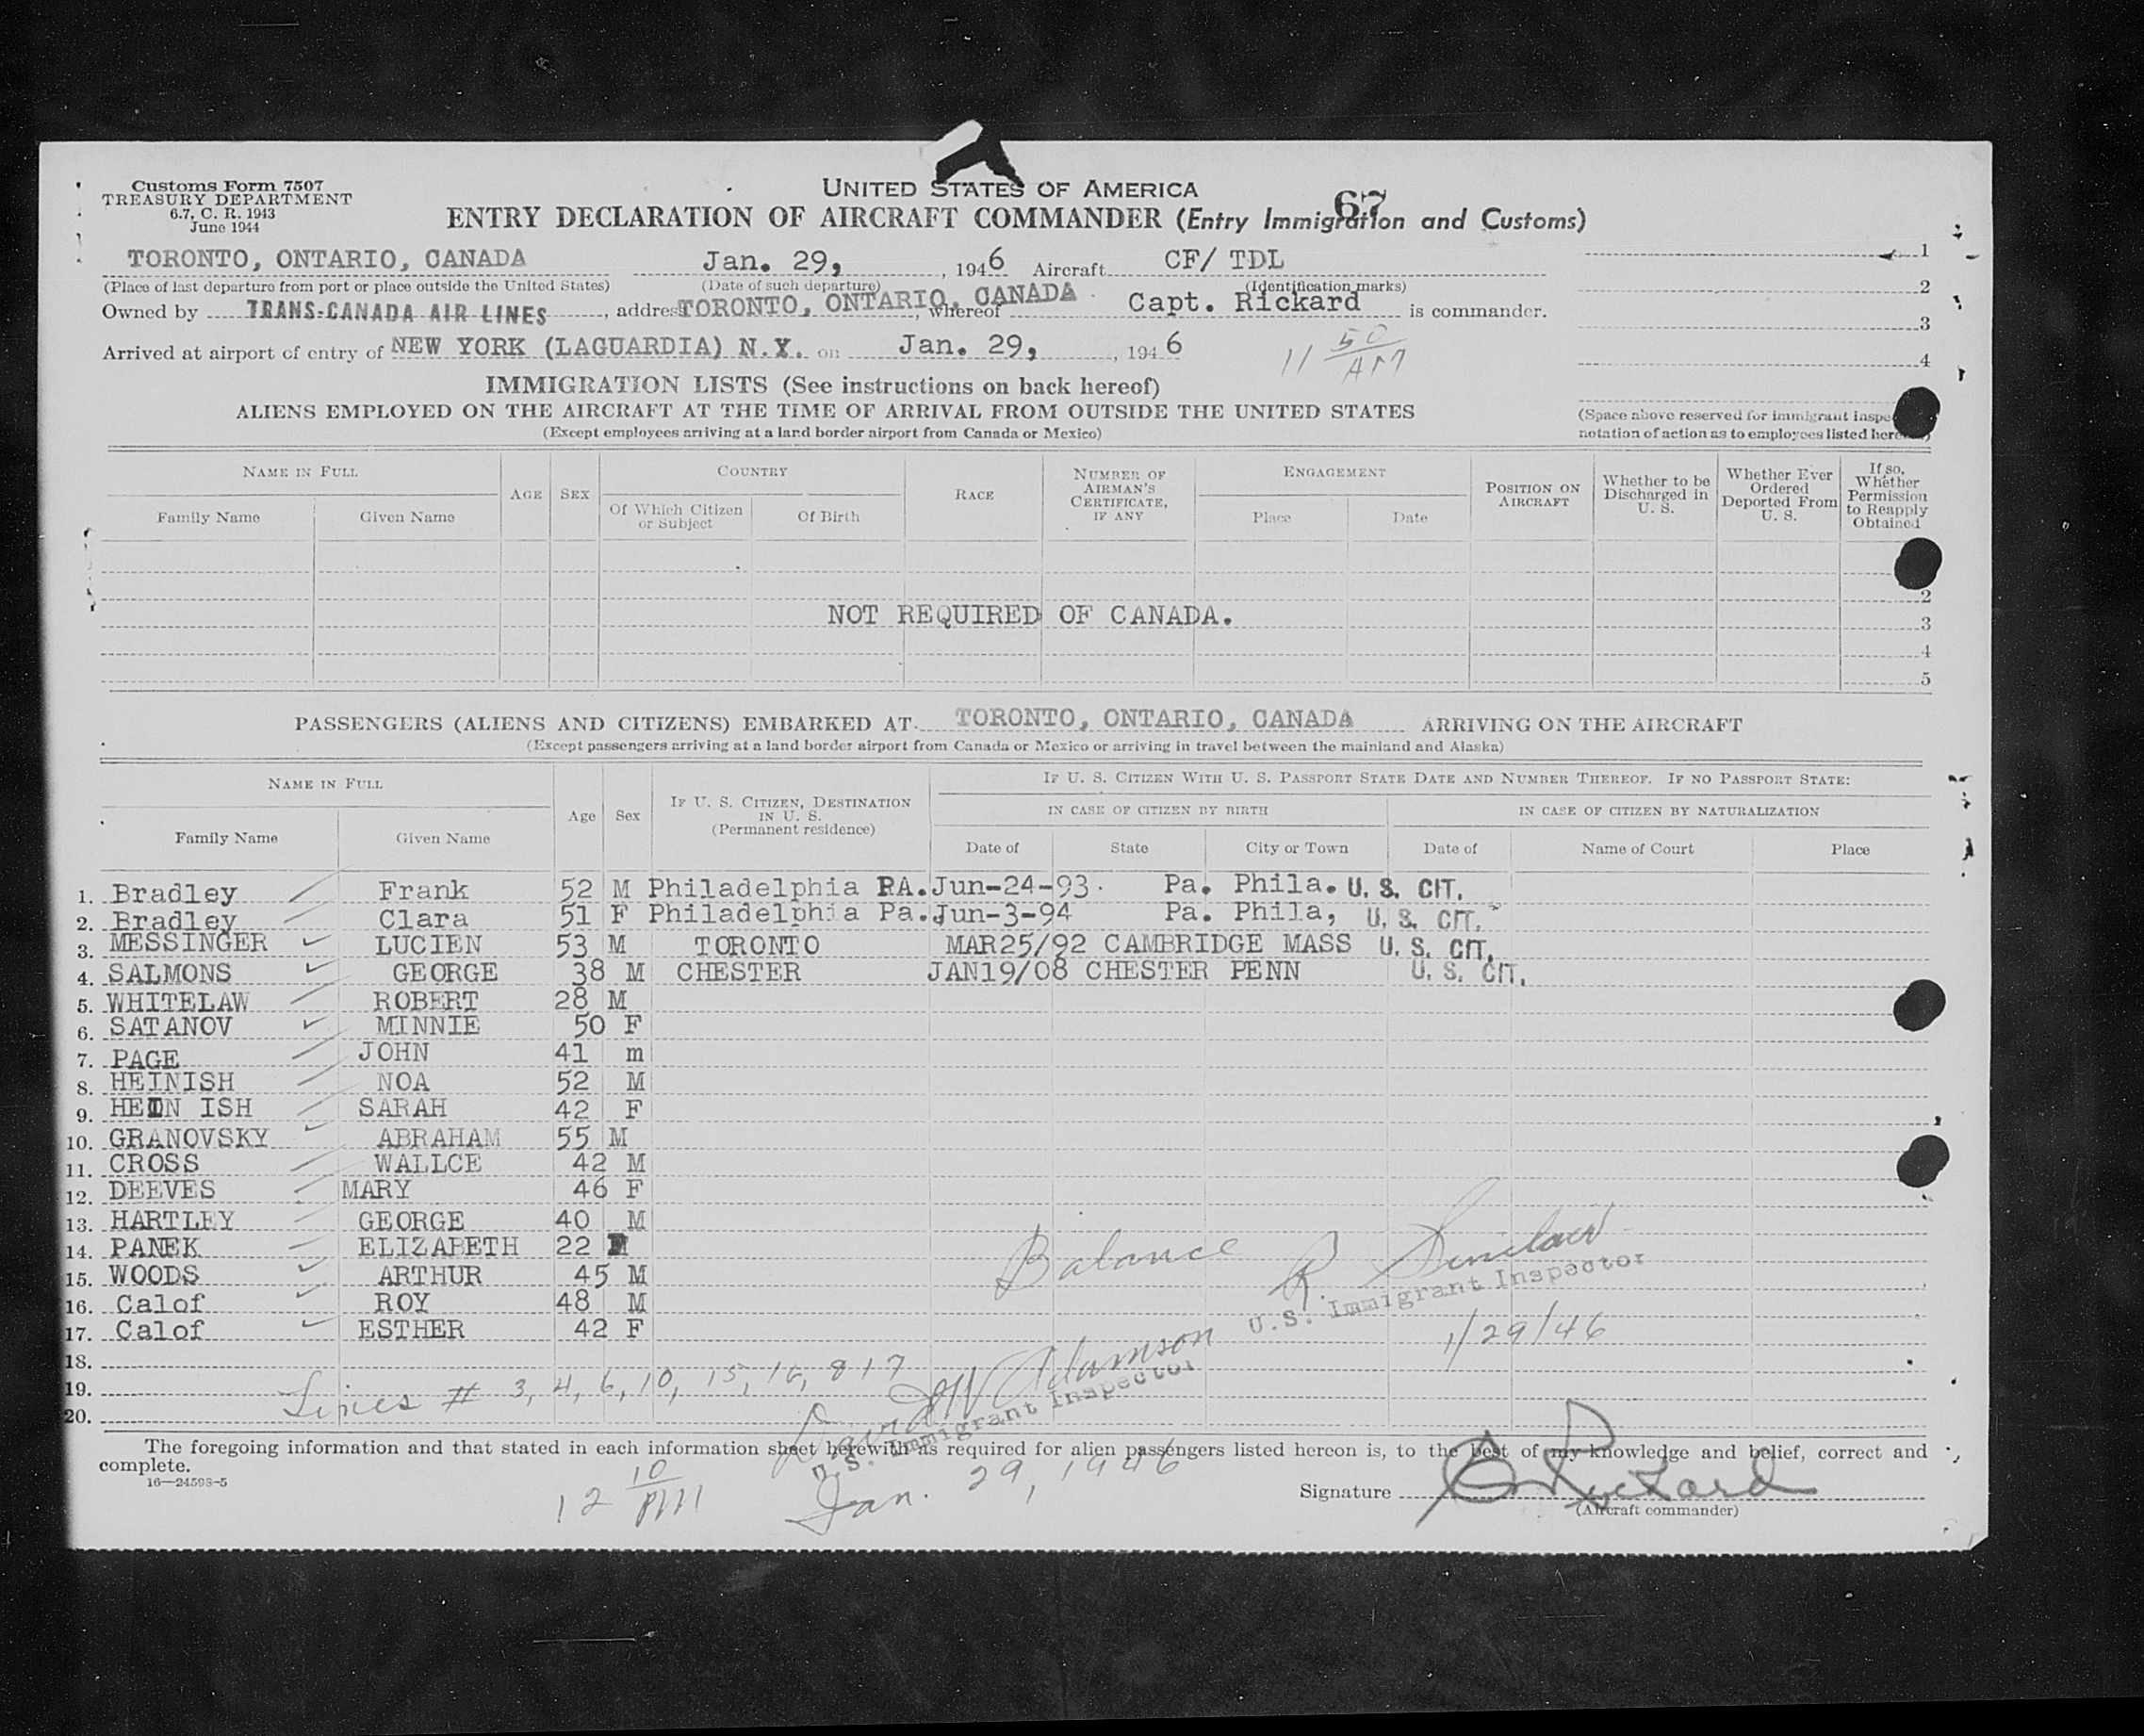 Customs Form 7507
TREASURY DEPARTMENT
6.7, C. R. 1943
June 1944
UNITED STATES OF AMERICA
67
ENTRY DECLARATION OF AIRCRAFT COMMANDER (Entry Immigration and Customs)
TORONTO, ONTARIO, CANADA Jan. 29, , 1946 Aircraft CF/ TDL
(Place of last departure from port or place outside the United States) (Date of such departure) (Identification marks)
Owned by TRANS-CANADA AIR LINES , address TORONTO, ONTARIO, CANADA , whereof Capt. Rickard is commander.
Arrived at airport of entry of NEW YORK (LAGUARDIA) N.Y. on Jan. 29, , 1946 11 50 AM
1
2
3
4
IMMIGRATION LISTS (See instructions on back hereof)
ALIENS EMPLOYED ON THE AIRCRAFT AT THE TIME OF ARRIVAL FROM OUTSIDE THE UNITED STATES
(Except employees arriving at a land border airport from Canada or Mexico)
(Space above reserved for immigrant
notation of action as to employees listed
NAME IN FULL AGE SEX COUNTRY RACE NUMBER OF AIRMAN'S CERTIFICATE, IF ANY ENGAGEMENT POSITION ON AIRCRAFT Whether to be Discharged in U. S. Whether Ever Ordered Deported From U. S. If so, Whether Permission to Reapply Obtained
Family Name Given Name Of Which Citizen or Subject Of Birth Place Date
2
NOT REQUIRED OF CANADA.
3
4
5
PASSENGERS (ALIENS AND CITIZENS) EMBARKED AT TORONTO, ONTARIO, CANADA ARRIVING ON THE AIRCRAFT
(Except passengers arriving at a land border airport from Canada or Mexico or arriving in travel between the mainland and Alaska)
NAME IN FULL Age Sex IF U. S. CITIZEN, DESTINATION IN U. S. (Permanent residence) IF U. S. CITIZEN WITH U. S. PASSPORT STATE DATE AND NUMBER THEREOF. IF NO PASSPORT STATE:
IN CASE OF CITIZEN BY BIRTH IN CASE OF CITIZEN BY NATURALIZATION
Family Name Given Name Date of State City or Town Date of Name of Court Place
1. Bradley Frank 52 M Philadelphia PA. Jun-24-93 Pa. Phila. U. S. CIT.
2. Bradley Clara 51 F Philadelphia Pa. Jun-3-94 Pa. Phila, U. S. CIT.
3. MESSINGER LUCIEN 53 M TORONTO MAR25/92 CAMBRIDGE MASS U. S. CIT.
4. SALMONS GEORGE 38 M CHESTER JAN19/08 CHESTER PENN U. S. CIT.
5. WHITELAW ROBERT 28 M
6. SATANOV MINNIE 50 F
7. PAGE JOHN 41 m
8. HEINISH NOA 52 M
9. HEIN ISH SARAH 42 F
10. GRANOVSKY ABRAHAM 55 M
11. CROSS WALLCE 42 M
12. DEEVES MARY 46 F
13. HARTLEY GEORGE 40 M
14. PANEK ELIZABETH 22
15. WOODS ARTHUR 45 M
16. Calof ROY 48 M
17. Calof ESTHER 42 F
Balance R. Sinclair
U.S. Immigrant Inspector
1/29/46
18.
19. Lines # 3, 4, 6, 10, 15, 16, & 17 Adamson
20.
U.S. Immigrant Inspector
The foregoing information and that stated in each information sheet herewith as required for alien passengers listed hereon is, to the best of my knowledge and belief, correct and
complete.
16—24598-5
12 10 PM
Jan. 29, 1946
Signature Rickard
(Aircraft commander)